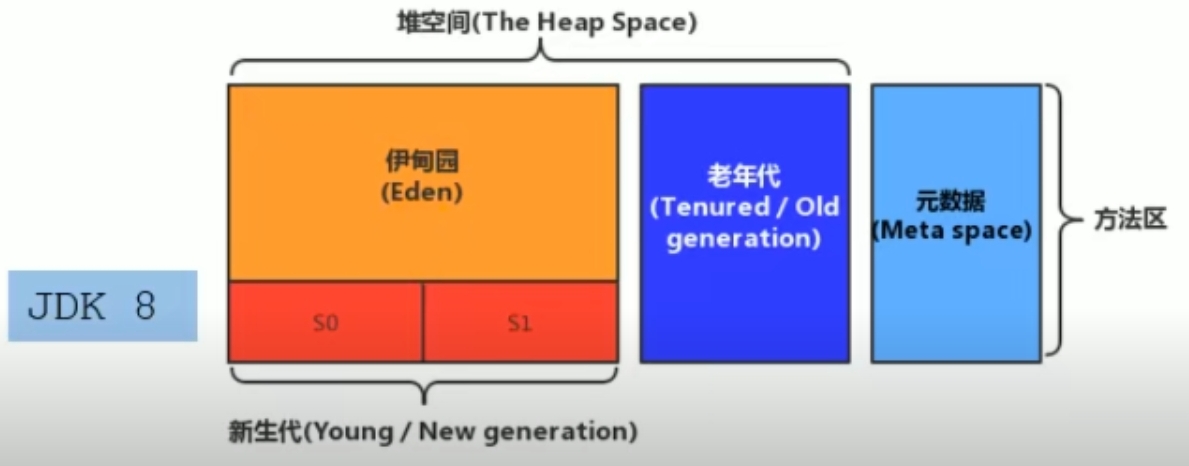 堆空间(The Heap Space)
伊甸园
(Eden)
老年代
(Tenured / Old
generation)
元数据
(Meta space)
方法区
JDK 8
S0
S1
新生代(Young / New generation)